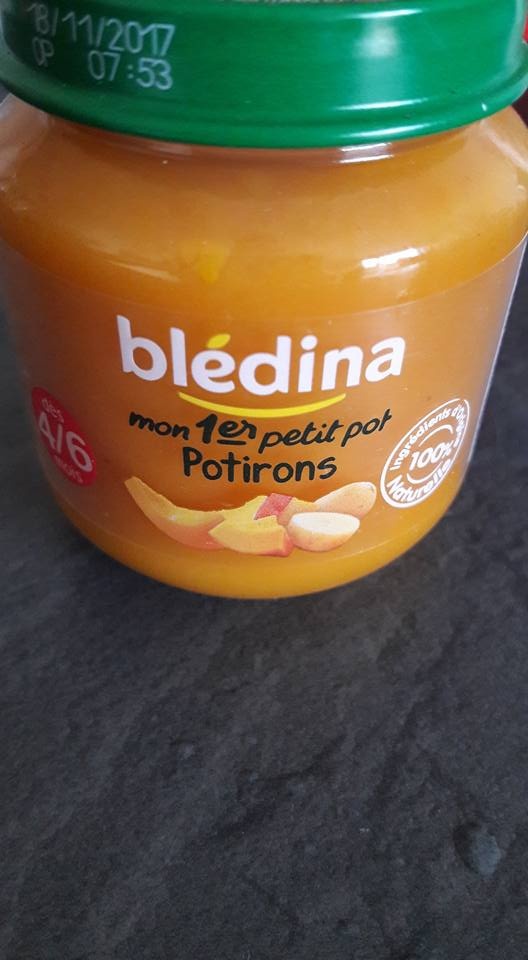 18/11/2017
0P 07:53
blédina
mon 1er petit pot
Potirons
dès
4/6
mois
Ingrédients d'Origine
100%
Naturelle